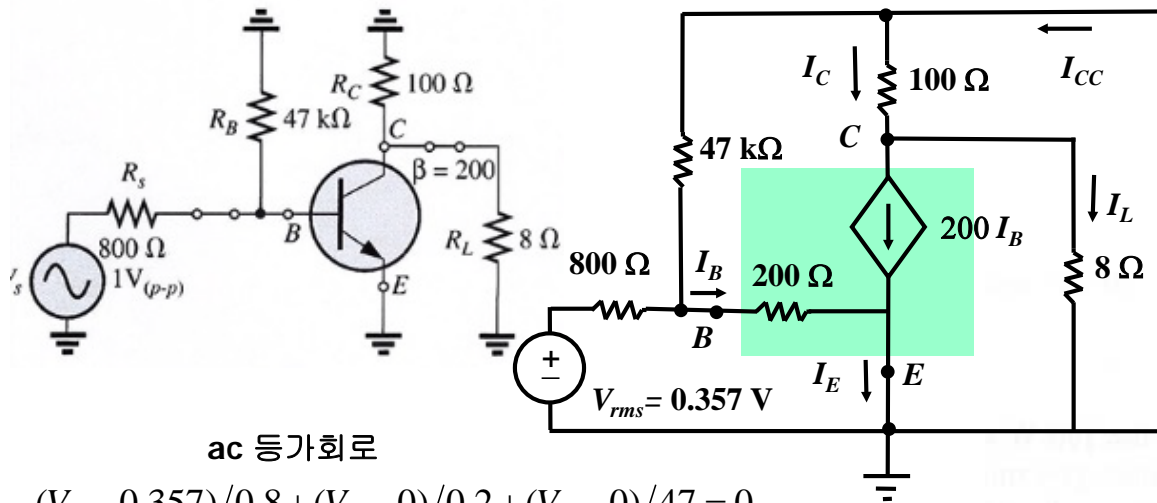 R_B
47 kΩ
R_C
100 Ω
C
β = 200
R_s
800 Ω
1V(p-p)
B
E
R_L
8 Ω
ac 등가회로
I_C
100 Ω
I_CC
C
47 kΩ
200 I_B
I_L
8 Ω
800 Ω
I_B
200 Ω
B
+
–
V_rms= 0.357 V
I_E
E